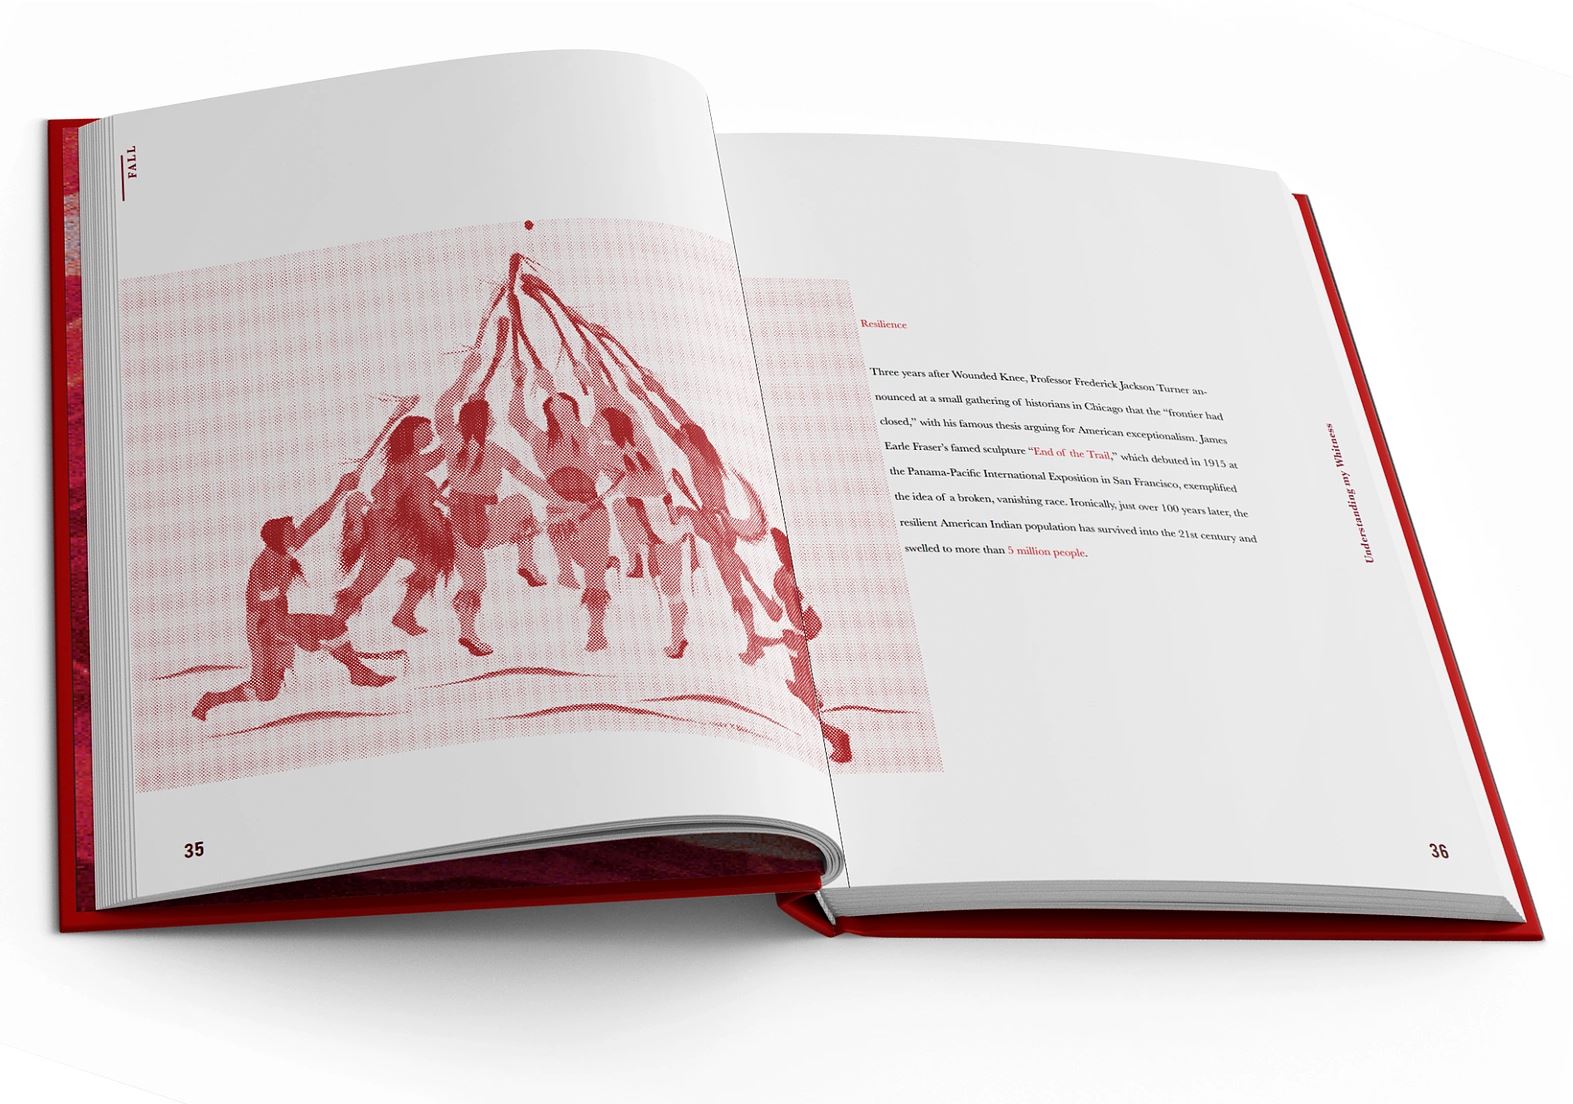 FALL
35
Resilience
Three years after Wounded Knee, Professor Frederick Jackson Turner an-
nounced at a small gathering of historians in Chicago that the “frontier had
closed,” with his famous thesis arguing for American exceptionalism. James
Earle Fraser’s famed sculpture “End of the Trail,” which debuted in 1915 at
the Panama-Pacific International Exposition in San Francisco, exemplified
the idea of a broken, vanishing race. Ironically, just over 100 years later, the
resilient American Indian population has survived into the 21st century and
swelled to more than 5 million people.
Understanding my Whitness
36